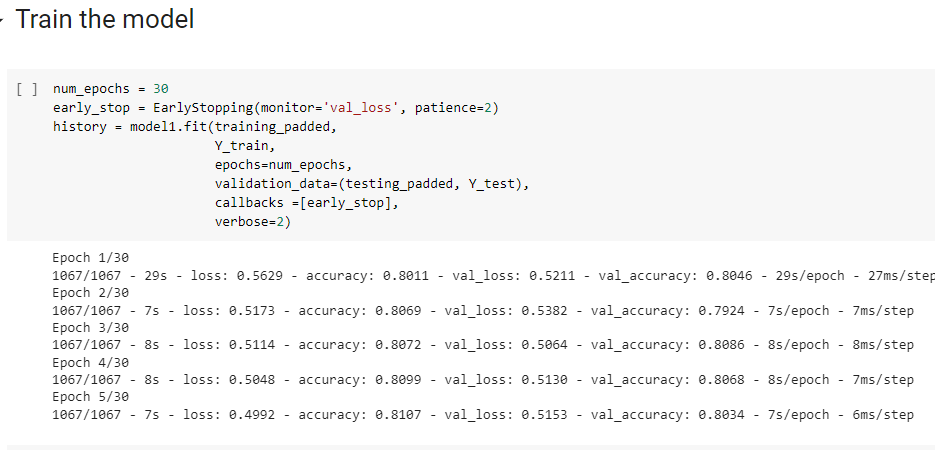 Train the model
[ ] num_epochs = 30
early_stop = EarlyStopping(monitor='val_loss', patience=2)
history = model1.fit(training_padded,
Y_train,
epochs=num_epochs,
validation_data=(testing_padded, Y_test),
callbacks =[early_stop],
verbose=2)
Epoch 1/30
1067/1067 - 29s - loss: 0.5629 - accuracy: 0.8011 - val_loss: 0.5211 - val_accuracy: 0.8046 - 29s/epoch - 27ms/step
Epoch 2/30
1067/1067 - 7s - loss: 0.5173 - accuracy: 0.8069 - val_loss: 0.5382 - val_accuracy: 0.7924 - 7s/epoch - 7ms/step
Epoch 3/30
1067/1067 - 8s - loss: 0.5114 - accuracy: 0.8072 - val_loss: 0.5064 - val_accuracy: 0.8086 - 8s/epoch - 8ms/step
Epoch 4/30
1067/1067 - 8s - loss: 0.5048 - accuracy: 0.8099 - val_loss: 0.5130 - val_accuracy: 0.8068 - 8s/epoch - 7ms/step
Epoch 5/30
1067/1067 - 7s - loss: 0.4992 - accuracy: 0.8107 - val_loss: 0.5153 - val_accuracy: 0.8034 - 7s/epoch - 6ms/step